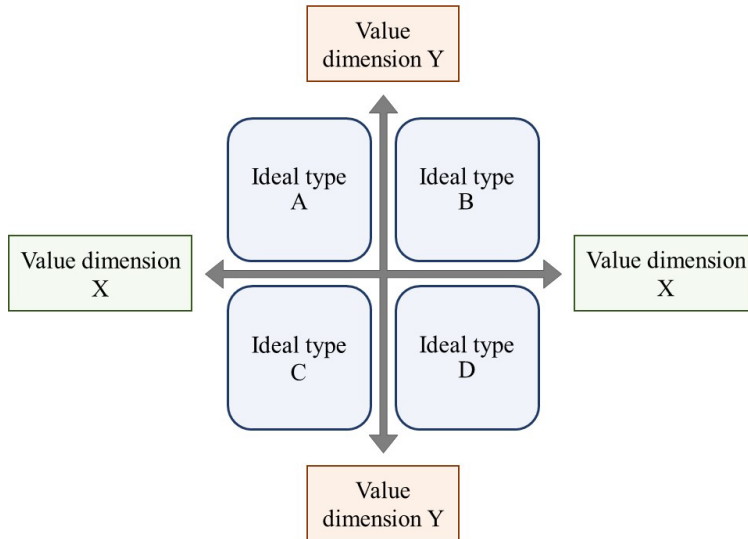 Value
dimension Y
Ideal type
A
Ideal type
B
Value dimension
X
Value dimension
X
Ideal type
C
Ideal type
D
Value
dimension Y